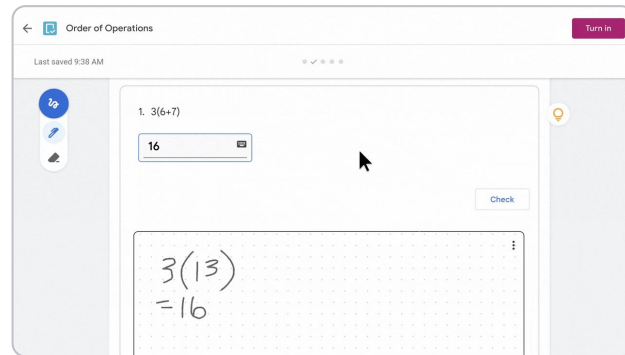 Order of Operations
Turn in
Last saved 9:38 AM
1. 3(6+7)
16
Check
3(13)
=16